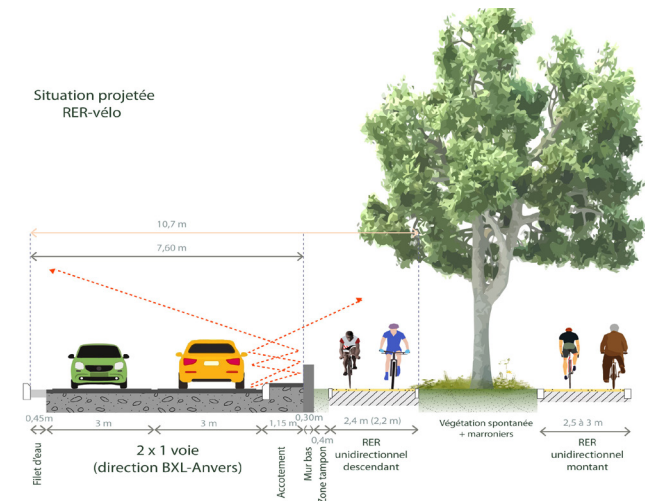 Situation projetée
RER-vélo
10,7 m
7,60 m
0,45m
3 m
3 m
1,15 m
0,30m
0,4m
2,4 m (2,2 m)
2,5 à 3 m
Filet d'eau
2 x 1 voie
(direction BXL-Anvers)
Accotement
Mur bas
Zone tampon
RER
unidirectionnel
descendant
Végétation spontanée
+ marroniers
RER
unidirectionnel
montant